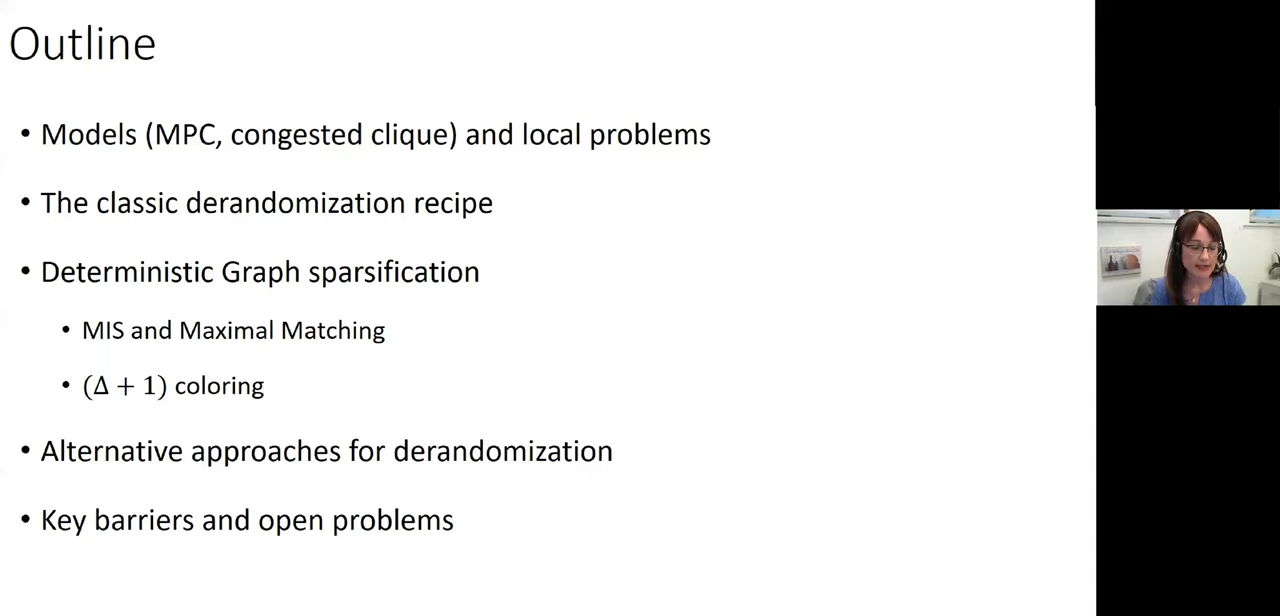 Outline
• Models (MPC, congested clique) and local problems
• The classic derandomization recipe
• Deterministic Graph sparsification
• MIS and Maximal Matching
• (Δ + 1) coloring
• Alternative approaches for derandomization
• Key barriers and open problems